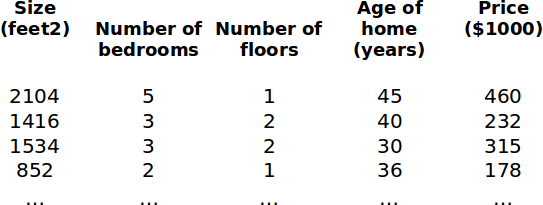 Size Number of Number of Age of Price
(feet2) bedrooms floors home ($1000)
(years)
2104 5 1 45 460
1416 3 2 40 232
1534 3 2 30 315
852 2 1 36 178
... ... ... ... ...